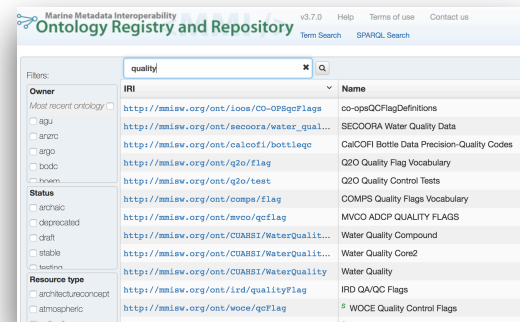 Marine Metadata Interoperability
Ontology Registry and Repository
v3.7.0 Help Terms of use Contact us
Term Search SPARQL Search
Filters:
quality
Owner
Most recent ontology
agu
anzrc
argo
bodc
Status
archaic
deprecated
draft
stable
testing
Resource type
architectureconcept
atmospheric
IRI Name
http://mmisw.org/ont/ioos/CO-OPSqcFlags co-opsQCFlagDefinitions
http://mmisw.org/ont/secoora/water_qual... SECOORA Water Quality Data
http://mmisw.org/ont/calcofi/bottleqc CalCOFI Bottle Data Precision-Quality Codes
http://mmisw.org/ont/q2o/flag Q2O Quality Flag Vocabulary
http://mmisw.org/ont/q2o/test Q2O Quality Control Tests
http://mmisw.org/ont/comps/flag COMPS Quality Flags Vocabulary
http://mmisw.org/ont/mvco/qcflag MVCO ADCP QUALITY FLAGS
http://mmisw.org/ont/CUAHSI/WaterQualit... Water Quality Compound
http://mmisw.org/ont/CUAHSI/WaterQualit... Water Quality Core2
http://mmisw.org/ont/CUAHSI/WaterQuality Water Quality
http://mmisw.org/ont/ird/qualityFlag IRD QA/QC Flags
http://mmisw.org/ont/woce/qcFlag S WOCE Quality Control Flags